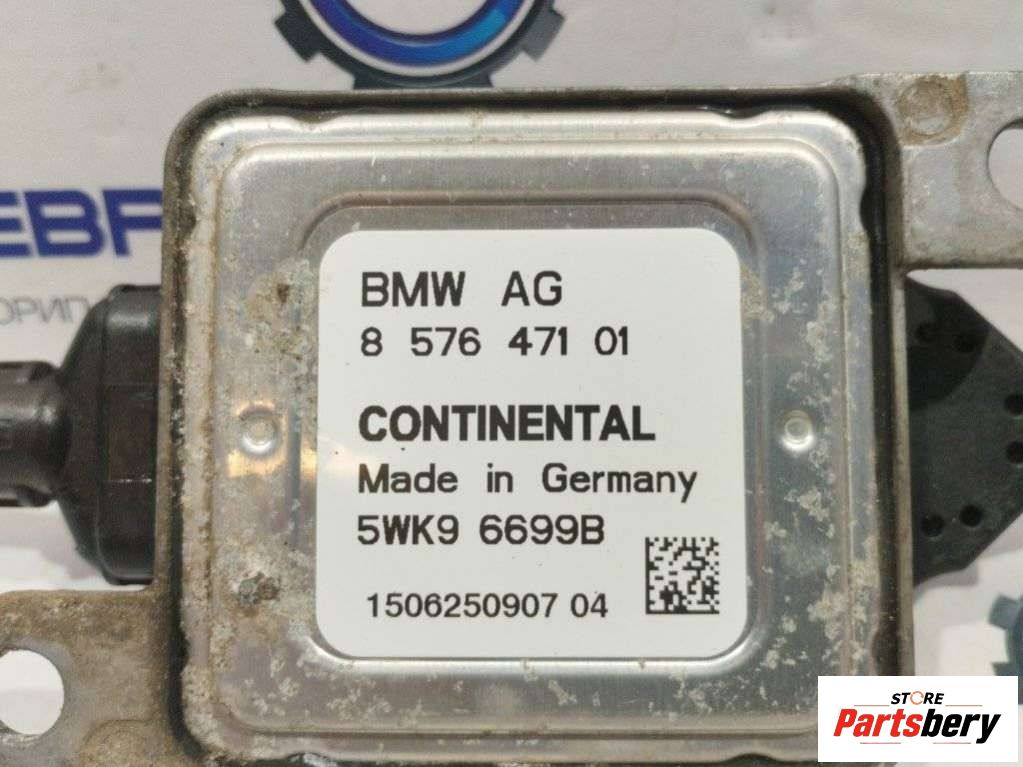 BMW AG
8 576 471 01
CONTINENTAL
Made in Germany
5WK9 6699B
1506250907 04
STORE
Partsbery